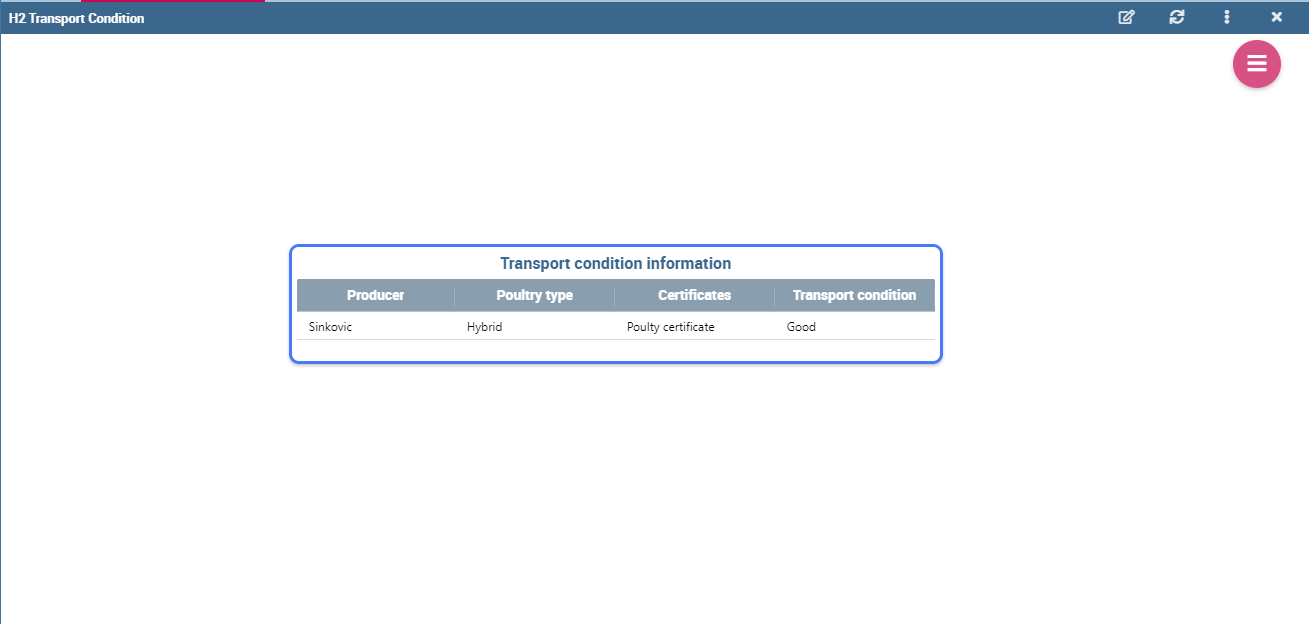 H2 Transport Condition
Transport condition information
Producer Poultry type Certificates Transport condition
Sinkovic Hybrid Poulty certificate Good